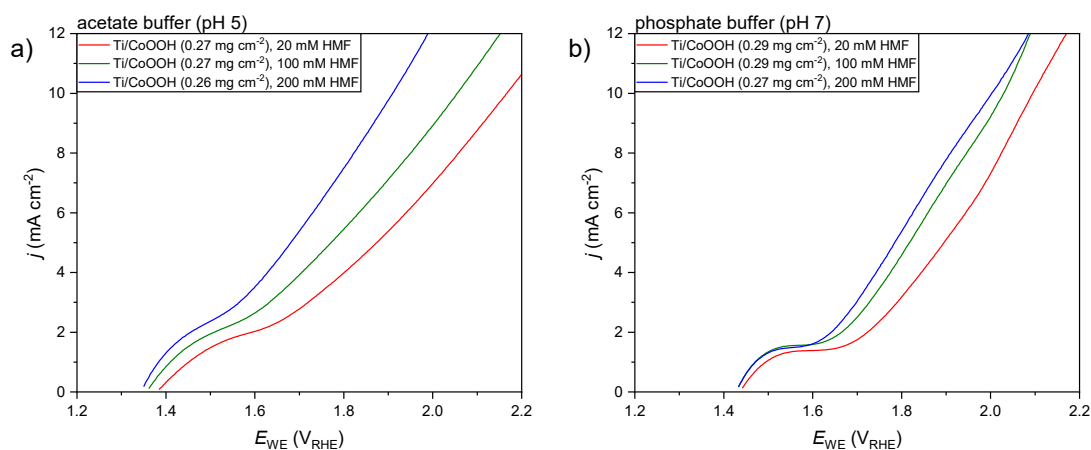 acetate buffer (pH 5)
a)
Ti/CoOOH (0.27 mg cm⁻²), 20 mM HMF
Ti/CoOOH (0.27 mg cm⁻²), 100 mM HMF
Ti/CoOOH (0.26 mg cm⁻²), 200 mM HMF
12
10
8
6
4
2
0
j (mA cm⁻²)
1.2 1.4 1.6 1.8 2.0 2.2
E_WE (V_RHE)
phosphate buffer (pH 7)
b)
Ti/CoOOH (0.29 mg cm⁻²), 20 mM HMF
Ti/CoOOH (0.29 mg cm⁻²), 100 mM HMF
Ti/CoOOH (0.27 mg cm⁻²), 200 mM HMF
12
10
8
6
4
2
0
j (mA cm⁻²)
1.2 1.4 1.6 1.8 2.0 2.2
E_WE (V_RHE)